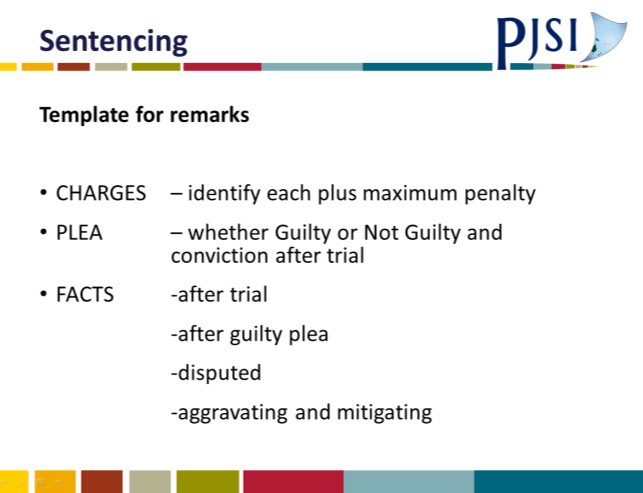 Sentencing
PJSI
Template for remarks
• CHARGES – identify each plus maximum penalty
• PLEA – whether Guilty or Not Guilty and
conviction after trial
• FACTS -after trial
-after guilty plea
-disputed
-aggravating and mitigating